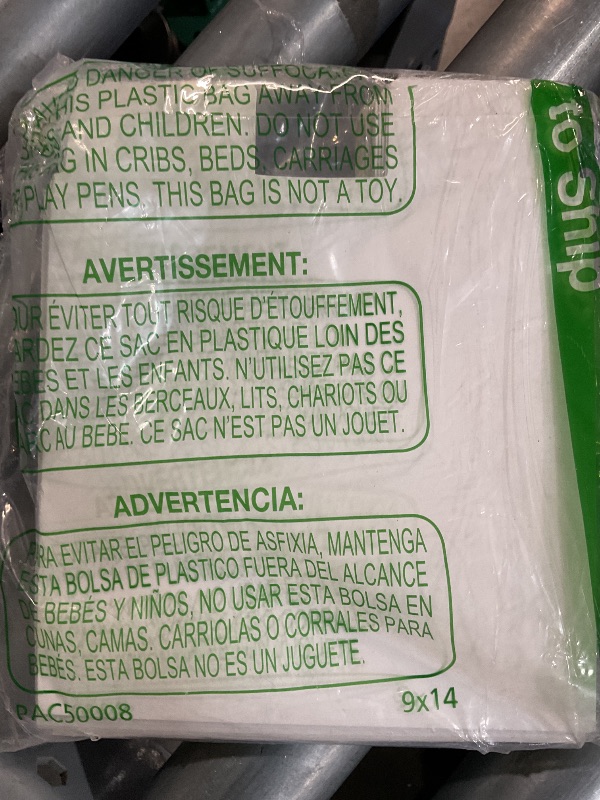 DANGER OF SUFFOCA
THIS PLASTIC BAG AWAY FROM
AND CHILDREN. DO NOT USE
IN CRIBS, BEDS, CARRIAGES
PLAY PENS. THIS BAG IS NOT A TOY.
AVERTISSEMENT:
OUR ÉVITER TOUT RISQUE D'ÉTOUFFEMENT,
ARDEZ CE SAC EN PLASTIQUE LOIN DES
ÉBÉS ET LES ENFANTS. N'UTILISEZ PAS CE
DANS LES BERCEAUX, LITS, CHARIOTS OU
AU BEBE. CE SAC N'EST PAS UN JOUET.
ADVERTENCIA:
RA EVITAR EL PELIGRO DE ASFIXIA, MANTENGA
ESTA BOLSA DE PLASTICO FUERA DEL ALCANCE
DE BEBÉS Y NIÑOS, NO USAR ESTA BOLSA EN
CUNAS, CAMAS. CARRIOLAS O CORRALES PARA
BEBÉS. ESTA BOLSA NO ES UN JUGUETE.
PAC50008
9x14
to Ship